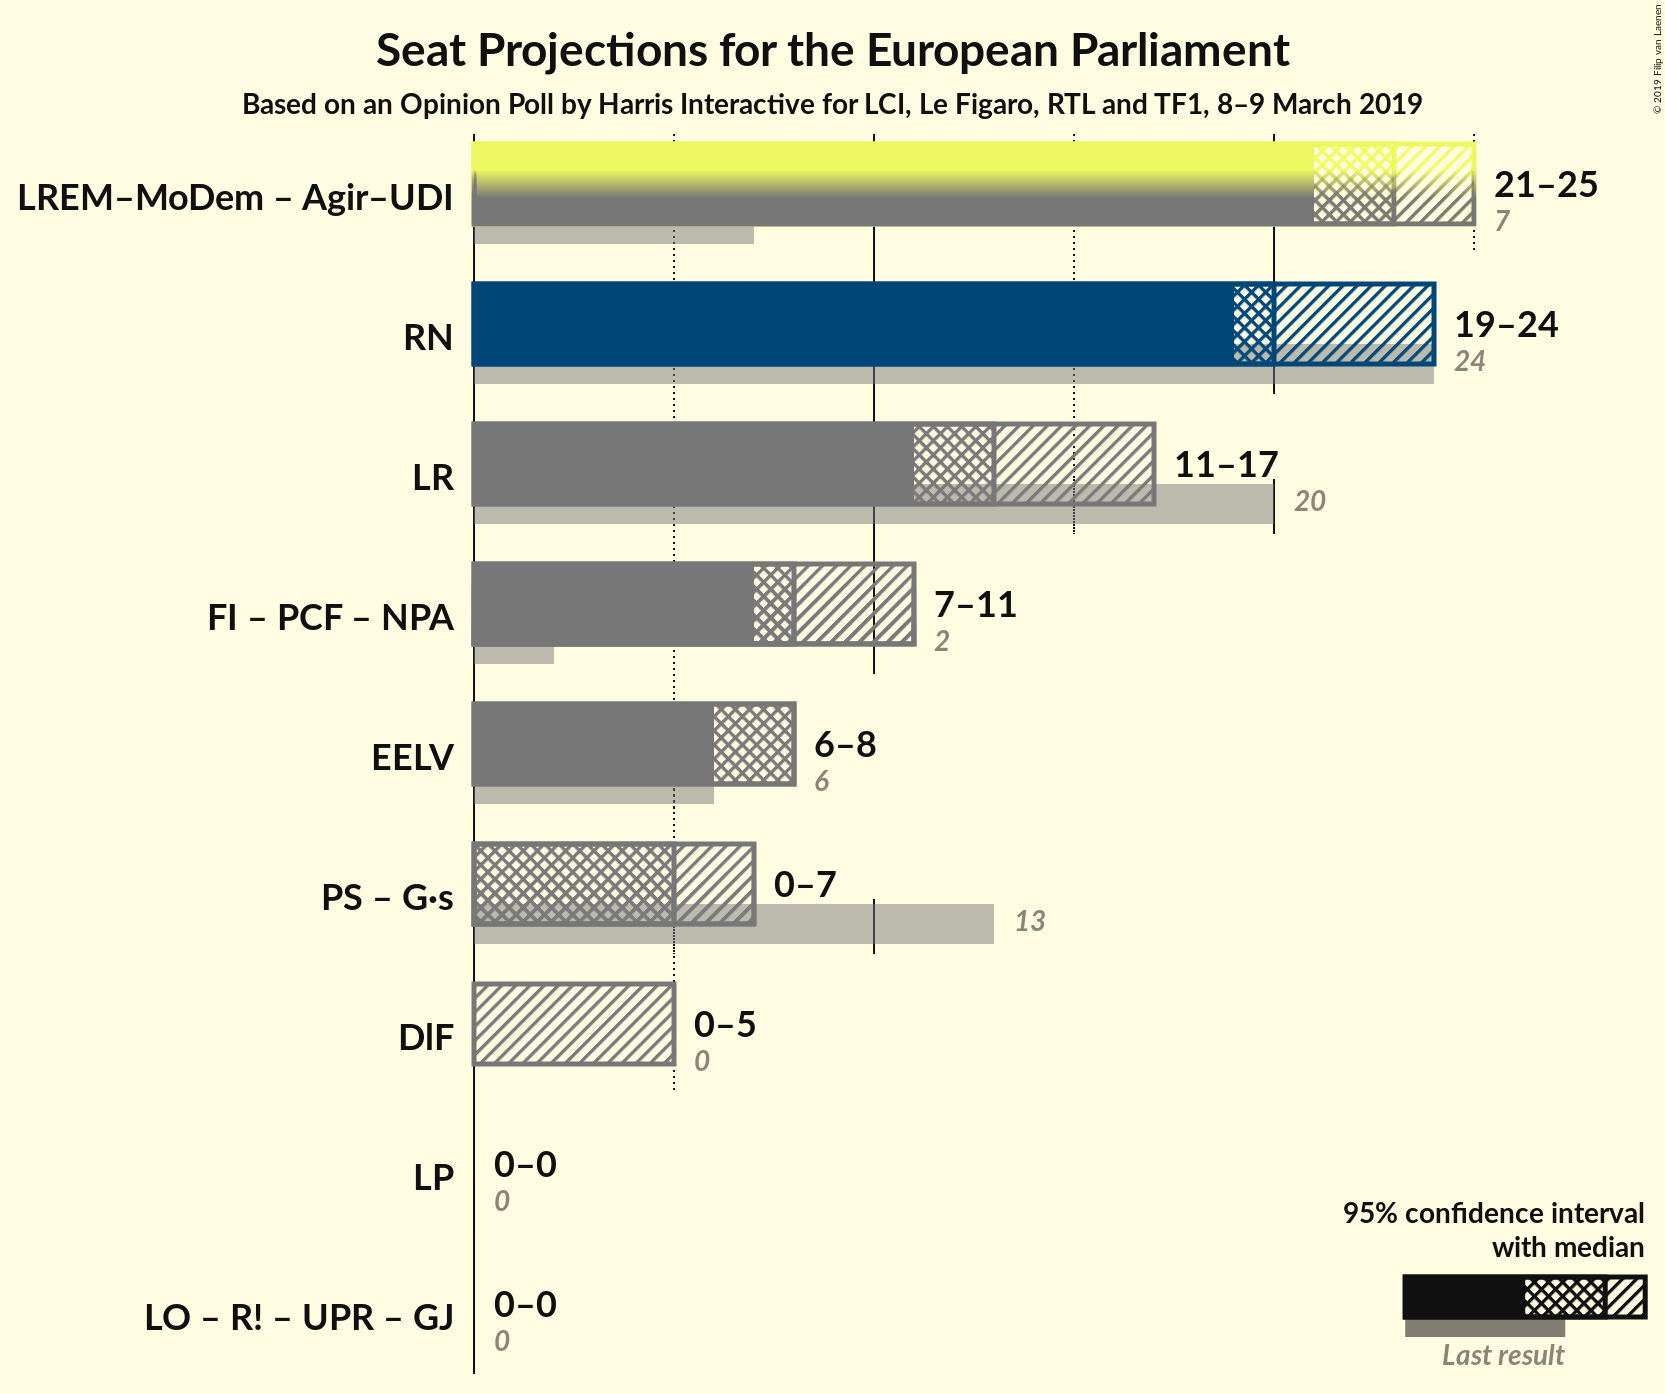 Seat Projections for the European Parliament
Based on an Opinion Poll by Harris Interactive for LCI, Le Figaro, RTL and TF1, 8–9 March 2019
© 2019 Filip van Laenen
LREM–MoDem – Agir–UDI
21–25
7
RN
19–24
24
LR
11–17
20
FI – PCF – NPA
7–11
2
EELV
6–8
6
PS – G·s
0–7
13
DlF
0–5
0
LP
0–0
0
LO – R! – UPR – GJ
0–0
0
95% confidence interval
with median
Last result